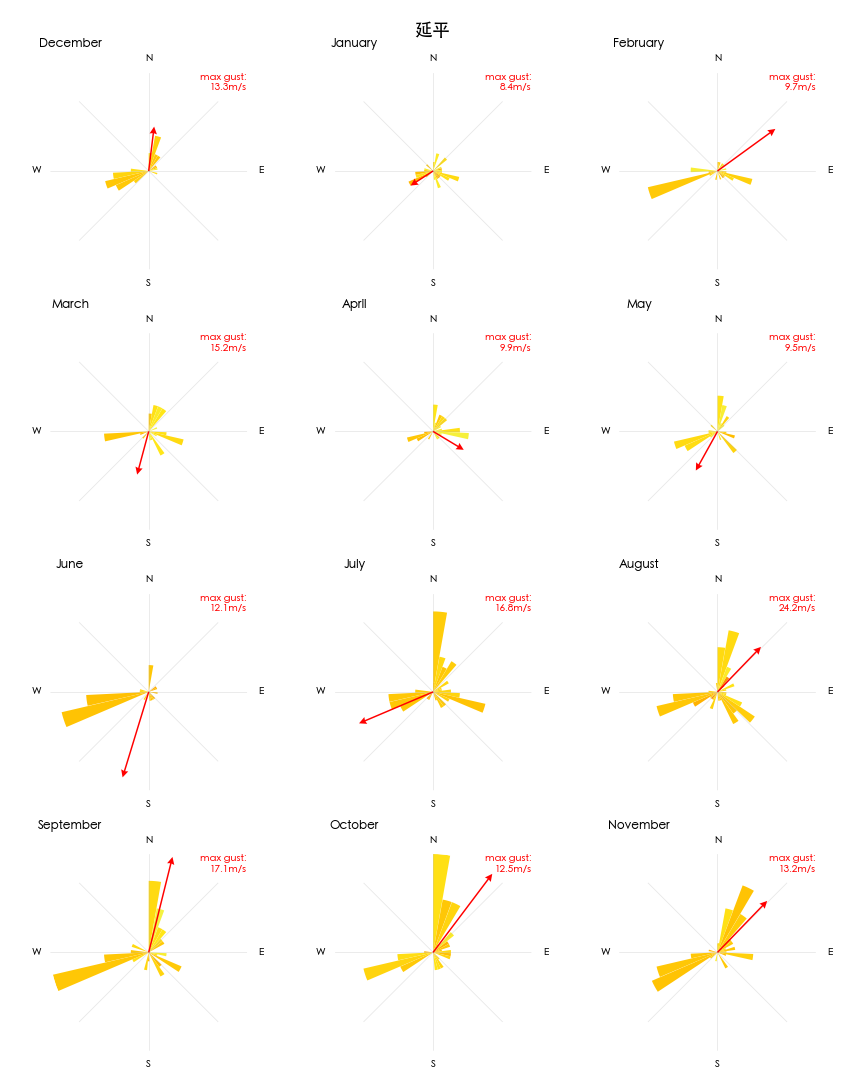 延平
December
N
max gust:
13.3m/s
W
E
S
January
N
max gust:
8.4m/s
W
E
S
February
N
max gust:
9.7m/s
W
E
S
March
N
max gust:
15.2m/s
W
E
S
April
N
max gust:
9.9m/s
W
E
S
May
N
max gust:
9.5m/s
W
E
S
June
N
max gust:
12.1m/s
W
E
S
July
N
max gust:
16.8m/s
W
E
S
August
N
max gust:
24.2m/s
W
E
S
September
N
max gust:
17.1m/s
W
E
S
October
N
max gust:
12.5m/s
W
E
S
November
N
max gust:
13.2m/s
W
E
S